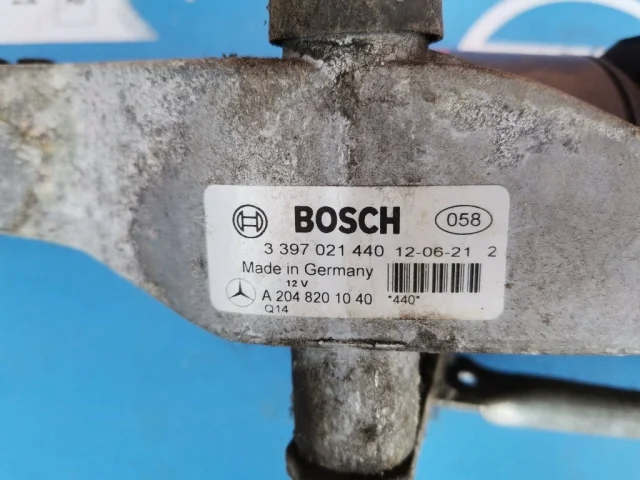 BOSCH 058
3 397 021 440 12-06-21 2
Made in Germany
12 V
A 204 820 10 40 *440*
Q14